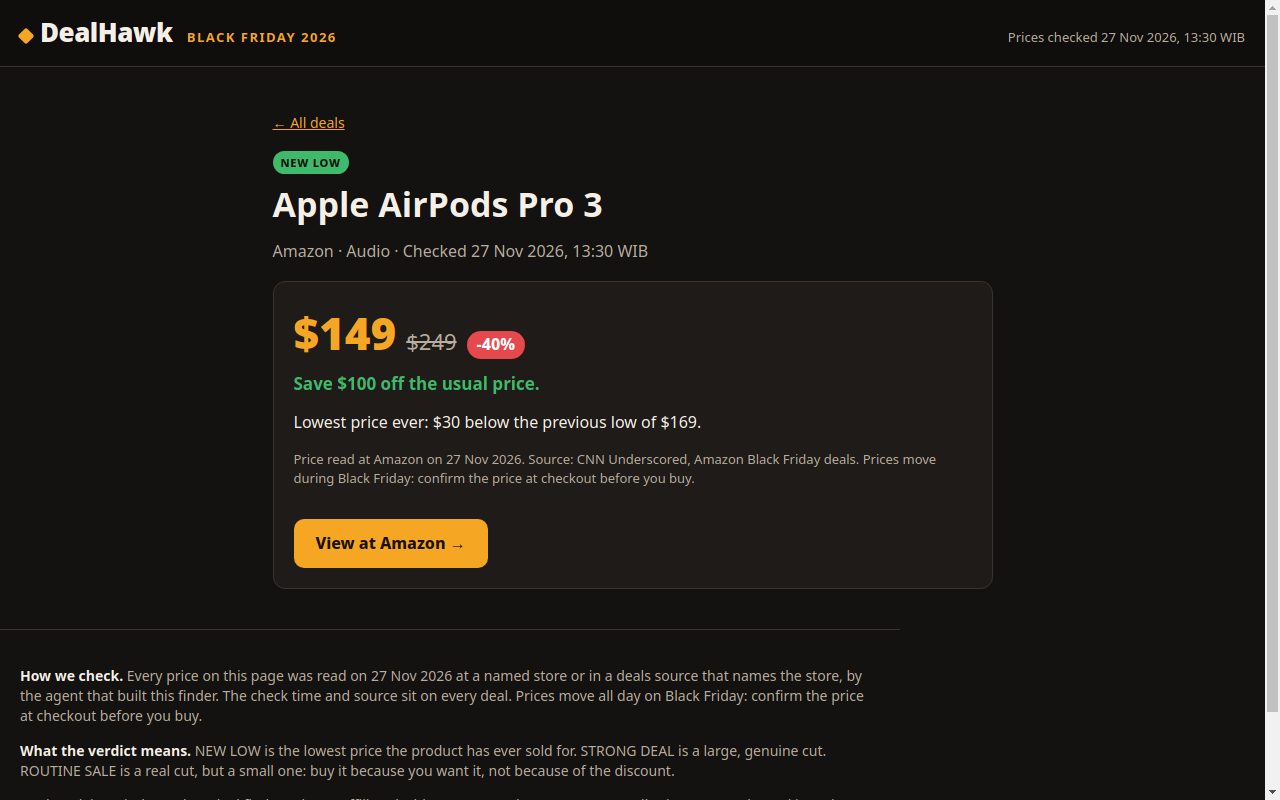 DealHawk BLACK FRIDAY 2026
Prices checked 27 Nov 2026, 13:30 WIB
← All deals
NEW LOW
Apple AirPods Pro 3
Amazon · Audio · Checked 27 Nov 2026, 13:30 WIB
$149 $249 -40%
Save $100 off the usual price.
Lowest price ever: $30 below the previous low of $169.
Price read at Amazon on 27 Nov 2026. Source: CNN Underscored, Amazon Black Friday deals. Prices move
during Black Friday: confirm the price at checkout before you buy.
View at Amazon →
How we check. Every price on this page was read on 27 Nov 2026 at a named store or in a deals source that names the store, by
the agent that built this finder. The check time and source sit on every deal. Prices move all day on Black Friday: confirm the price
at checkout before you buy.
What the verdict means. NEW LOW is the lowest price the product has ever sold for. STRONG DEAL is a large, genuine cut.
ROUTINE SALE is a real cut, but a small one: buy it because you want it, not because of the discount.